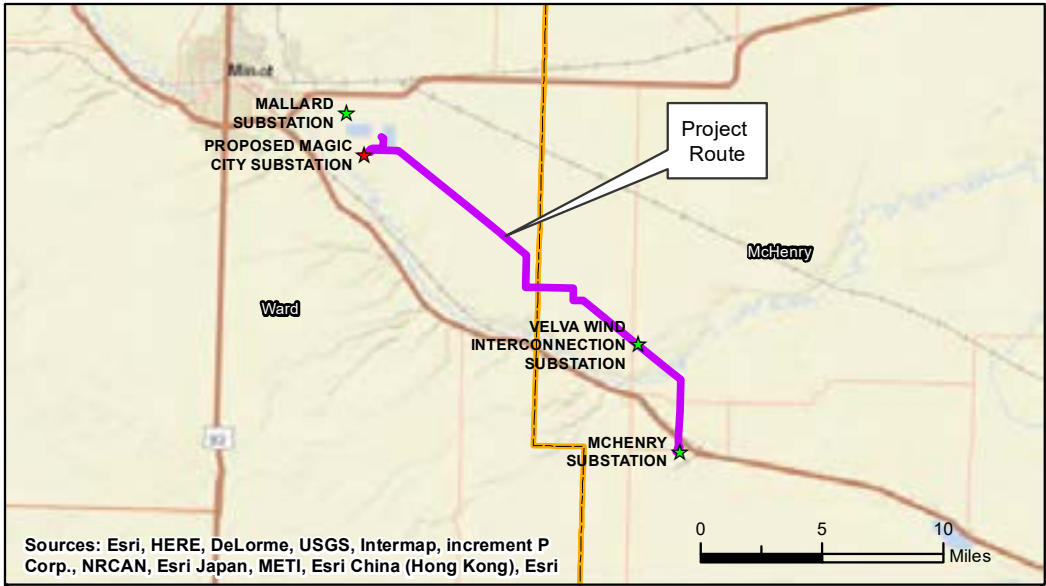 Minot
MALLARD
SUBSTATION
PROPOSED MAGIC
CITY SUBSTATION
Project
Route
McHenry
Ward
VELVA WIND
INTERCONNECTION
SUBSTATION
MCHENRY
SUBSTATION
0 5 10
Miles
Sources: Esri, HERE, DeLorme, USGS, Intermap, increment P
Corp., NRCAN, Esri Japan, METI, Esri China (Hong Kong), Esri